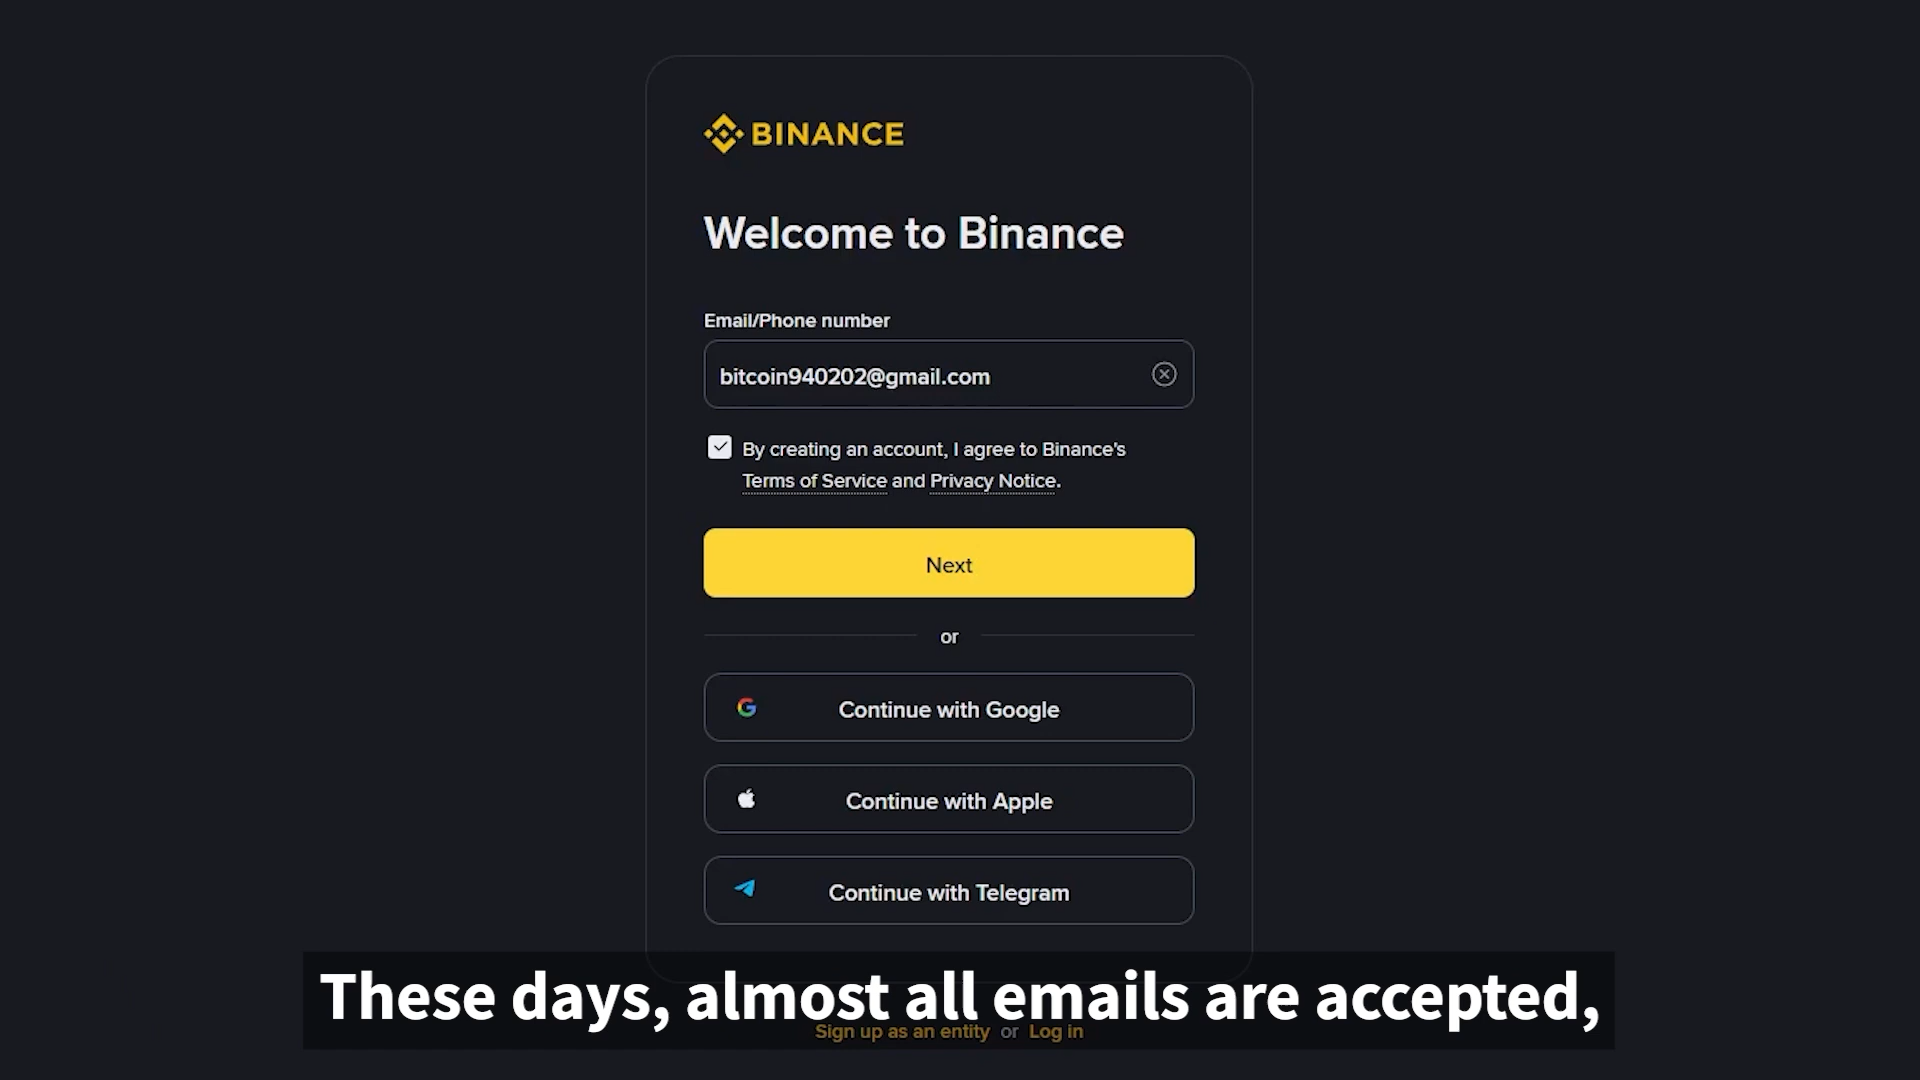 BINANCE
Welcome to Binance
Email/Phone number
bitcoin940202@gmail.com
By creating an account, I agree to Binance's
Terms of Service and Privacy Notice.
Next
or
Continue with Google
Continue with Apple
Continue with Telegram
These days, almost all emails are accepted,
Sign up as an entity or Log in